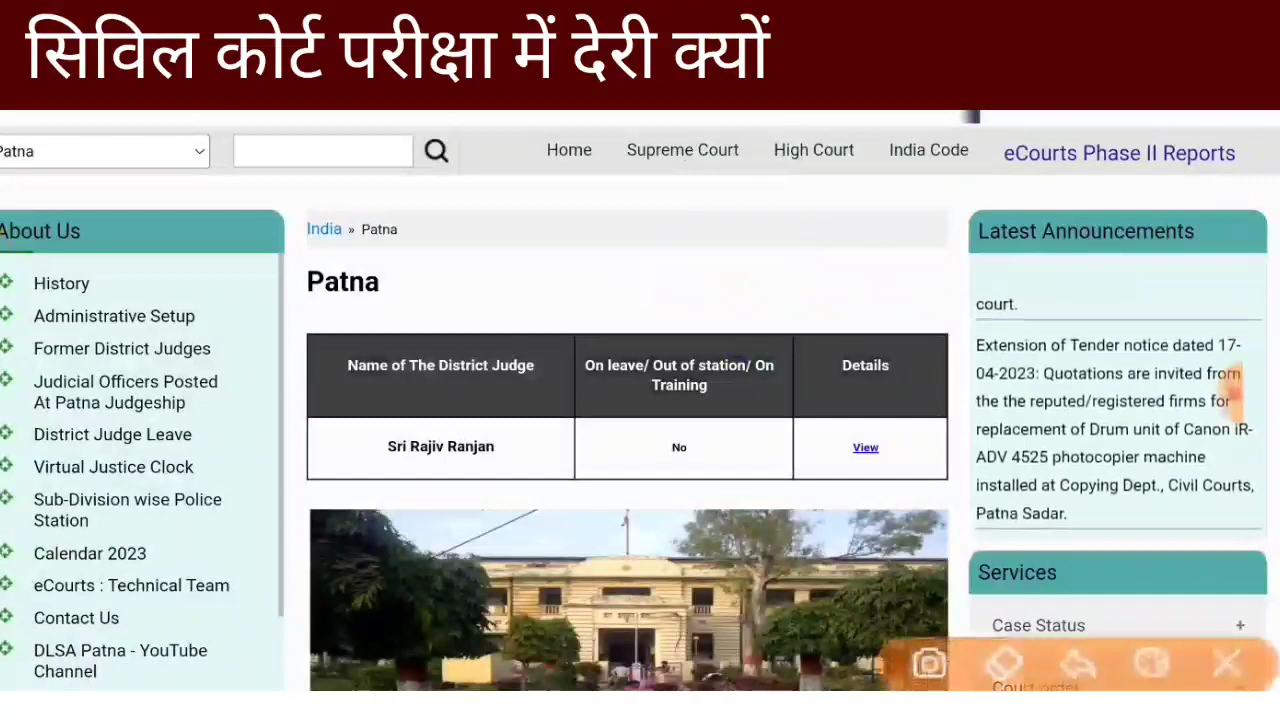 सिविल कोर्ट परीक्षा में देरी क्यों
Patna
Home
Supreme Court
High Court
India Code
eCourts Phase II Reports
About Us
History
Administrative Setup
Former District Judges
Judicial Officers Posted
At Patna Judgeship
District Judge Leave
Virtual Justice Clock
Sub-Division wise Police
Station
Calendar 2023
eCourts : Technical Team
Contact Us
DLSA Patna - YouTube
Channel
India » Patna
Patna
Name of The District Judge
On leave/ Out of station/ On
Training
Details
Sri Rajiv Ranjan
No
View
Latest Announcements
court.
Extension of Tender notice dated 17-
04-2023: Quotations are invited from
the the reputed/registered firms for
replacement of Drum unit of Canon iR-
ADV 4525 photocopier machine
installed at Copying Dept., Civil Courts,
Patna Sadar.
Services
Case Status +
Court order